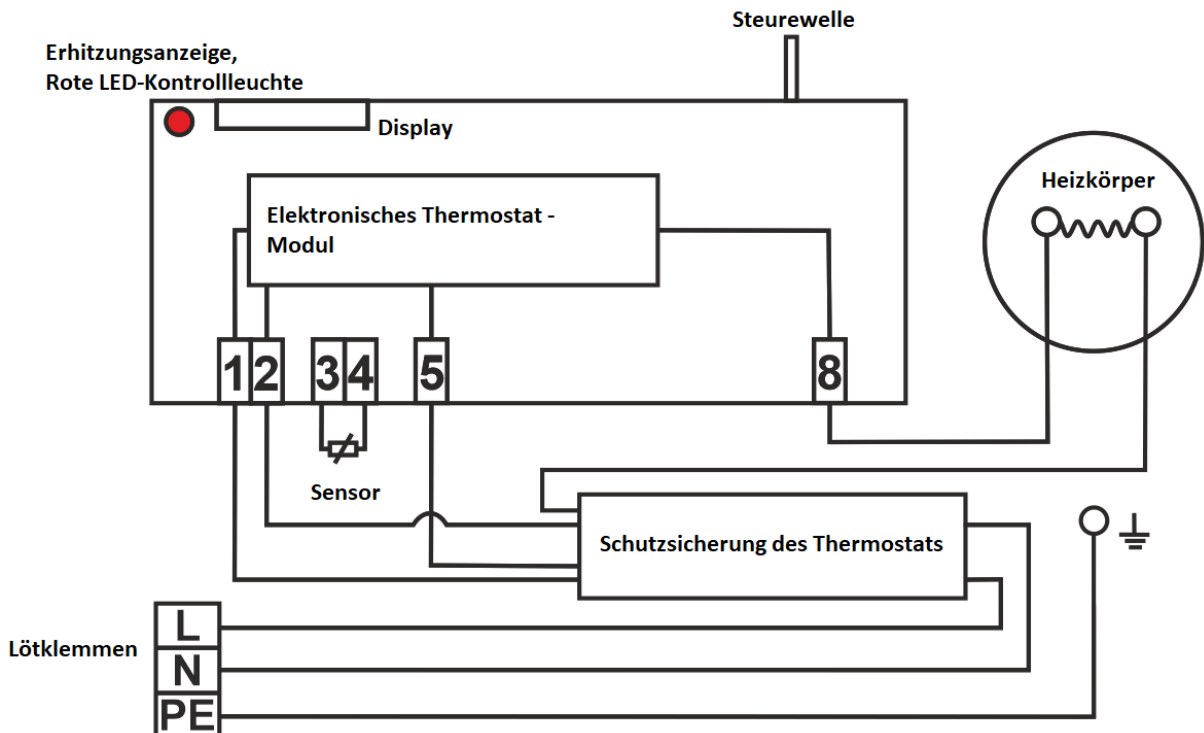 Steurewelle
Erhitzungsanzeige,
Rote LED-Kontrollleuchte
Display
Heizkörper
Elektronisches Thermostat -
Modul
1 2 3 4 5 8
Sensor
Schutzsicherung des Thermostats
Lötklemmen
L
N
PE